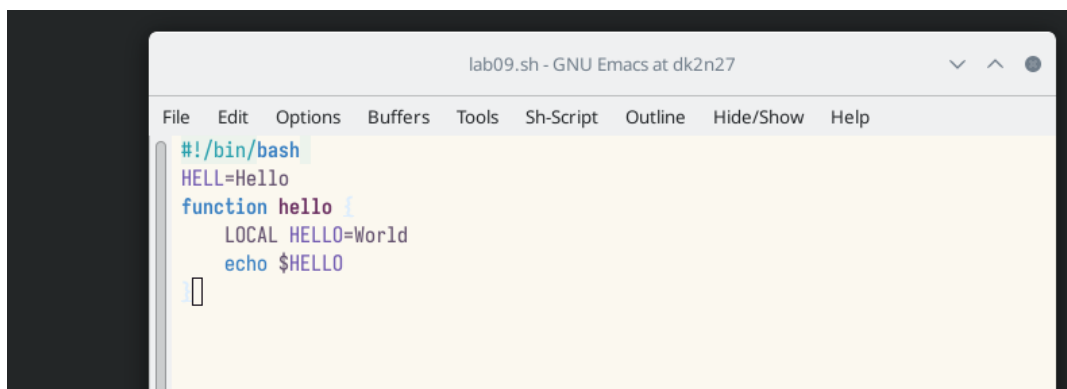 lab09.sh - GNU Emacs at dk2n27
File Edit Options Buffers Tools Sh-Script Outline Hide/Show Help
#!/bin/bash
HELL=Hello
function hello {
    LOCAL HELLO=World
    echo $HELLO
}